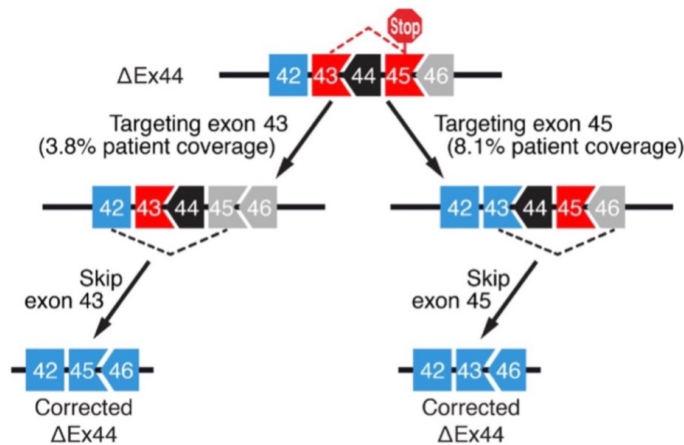 Stop
ΔEx44
42 43 44 45 46
Targeting exon 43
(3.8% patient coverage)
Targeting exon 45
(8.1% patient coverage)
42 43 44 45 46
42 43 44 45 46
Skip
exon 43
Skip
exon 45
42 45 46
42 43 46
Corrected
ΔEx44
Corrected
ΔEx44